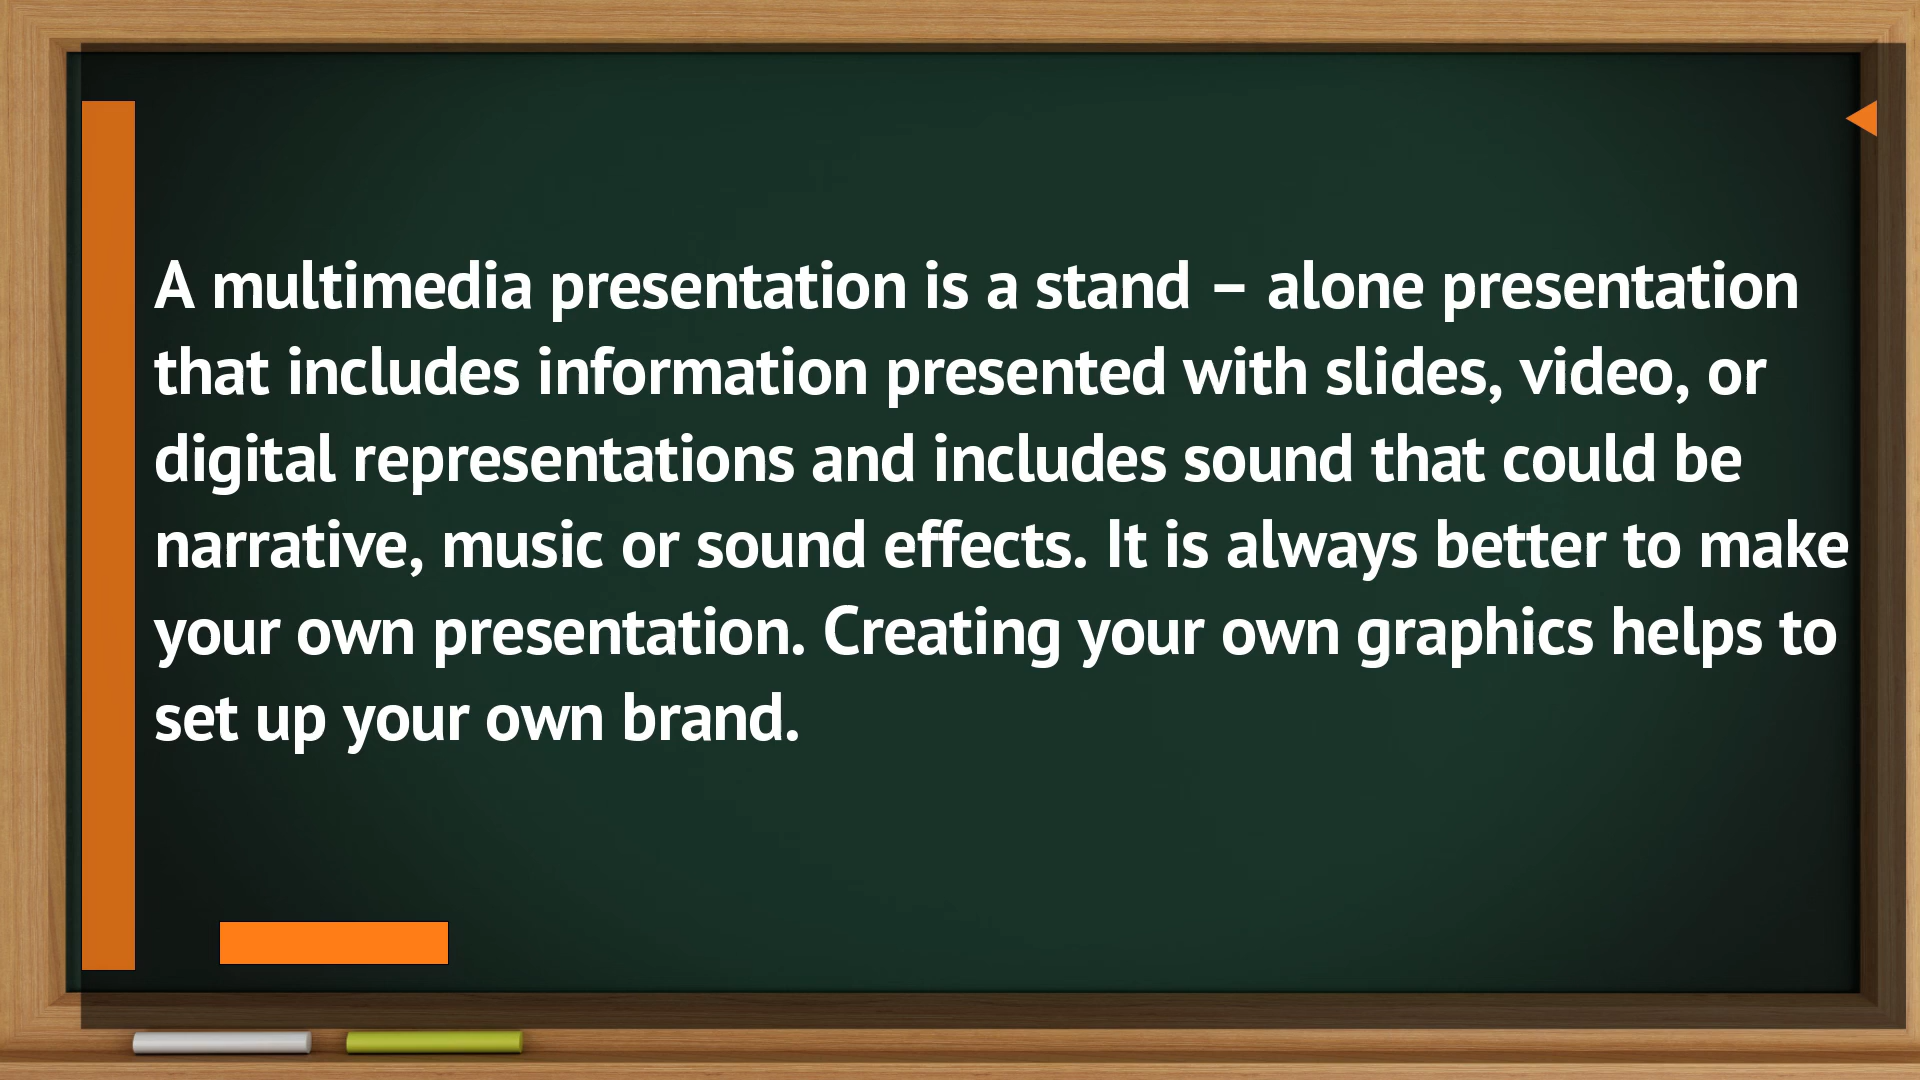 A multimedia presentation is a stand – alone presentation
that includes information presented with slides, video, or
digital representations and includes sound that could be
narrative, music or sound effects. It is always better to make
your own presentation. Creating your own graphics helps to
set up your own brand.